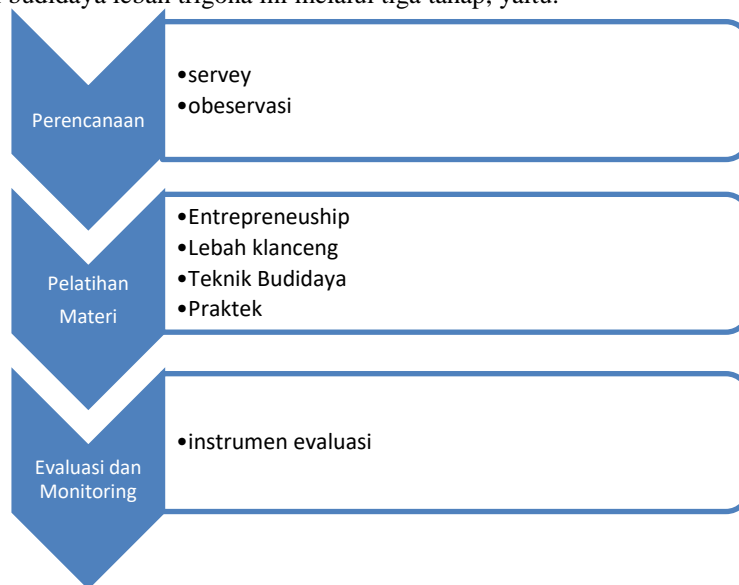 budidaya lebah trigona ini melalui tiga tahap, yaitu:
Perencanaan
•servey
•obeservasi
Pelatihan
Materi
•Entrepreneuship
•Lebah klanceng
•Teknik Budidaya
•Praktek
Evaluasi dan
Monitoring
•instrumen evaluasi